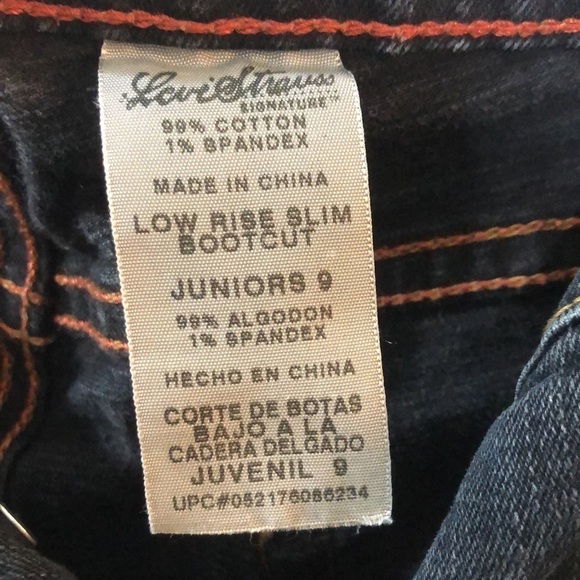 Levi Strauss
SIGNATURE™
99% COTTON
1% SPANDEX
MADE IN CHINA
LOW RISE SLIM
BOOTCUT
JUNIORS 9
99% ALGODON
1% SPANDEX
HECHO EN CHINA
CORTE DE BOTAS
BAJO A LA
CADERA DELGADO
JUVENIL 9
UPC#052176086234